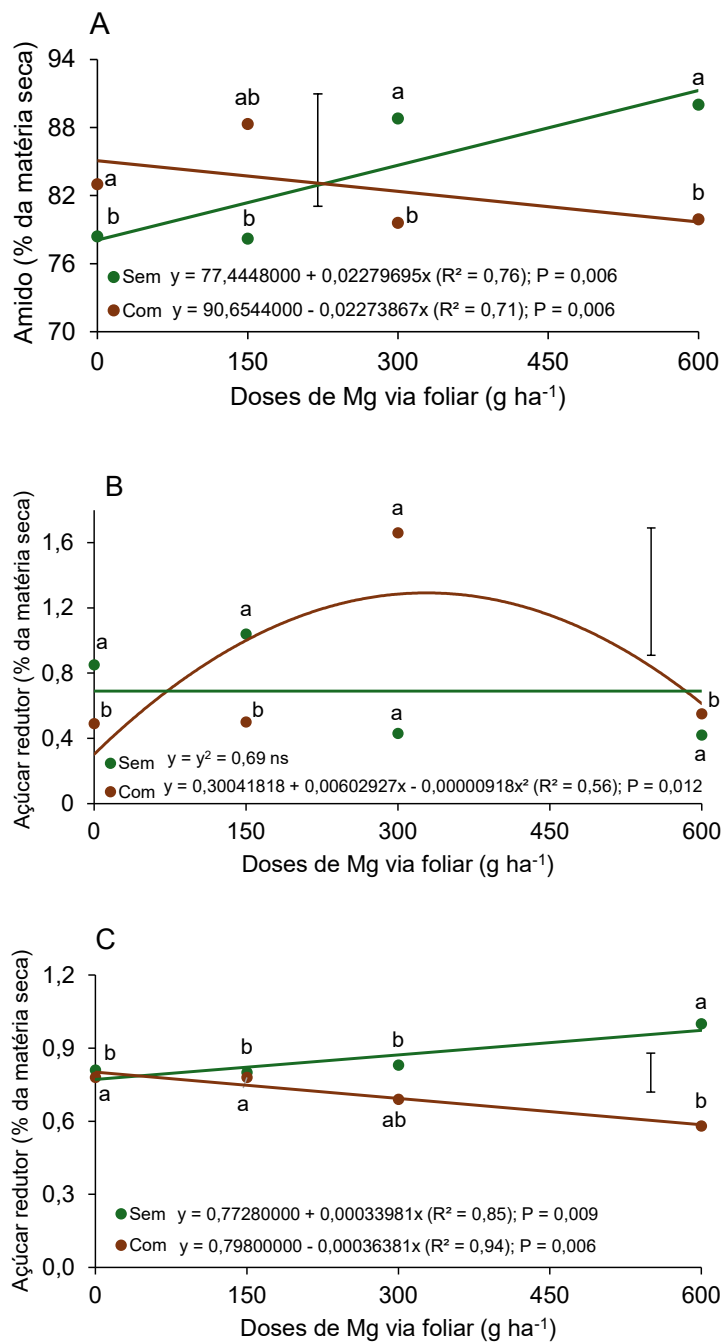 A
Amido (% da matéria seca)
94
88
82
76
70
ab
a
a
a
b
b
b
b
Sem y = 77,4448000 + 0,02279695x (R² = 0,76); P = 0,006
Com y = 90,6544000 - 0,02273867x (R² = 0,71); P = 0,006
0 150 300 450 600
Doses de Mg via foliar (g ha⁻¹)
B
Açúcar redutor (% da matéria seca)
1,6
1,2
0,8
0,4
0
a
a
a
b
b
a
b
a
Sem y = y² = 0,69 ns
Com y = 0,30041818 + 0,00602927x - 0,00000918x² (R² = 0,56); P = 0,012
0 150 300 450 600
Doses de Mg via foliar (g ha⁻¹)
C
Açúcar redutor (% da matéria seca)
1,2
0,9
0,6
0,3
0,0
a
b
b
b
a
a
ab
b
Sem y = 0,77280000 + 0,00033981x (R² = 0,85); P = 0,009
Com y = 0,79800000 - 0,00036381x (R² = 0,94); P = 0,006
0 150 300 450 600
Doses de Mg via foliar (g ha⁻¹)